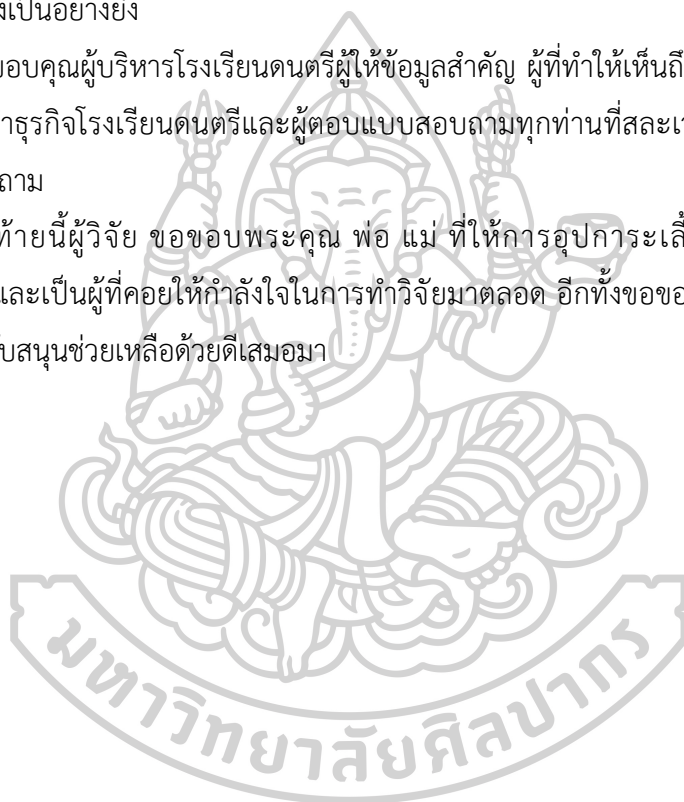 งเป็นอย่างยิ่ง
อบคุณผู้บริหารโรงเรียนดนตรีผู้ให้ข้อมูลสำคัญ ผู้ที่ทำให้เห็นถึ
าธุรกิจโรงเรียนดนตรีและผู้ตอบแบบสอบถามทุกท่านที่สละเว
ถาม
ท้ายนี้ผู้วิจัย ขอขอบพระคุณ พ่อ แม่ ที่ให้การอุปการะเลี้
และเป็นผู้ที่คอยให้กำลังใจในการทำวิจัยมาตลอด อีกทั้งขอขอ
ับสนุนช่วยเหลือด้วยดีเสมอมา
มหาวิทยาลัยศิลปากร